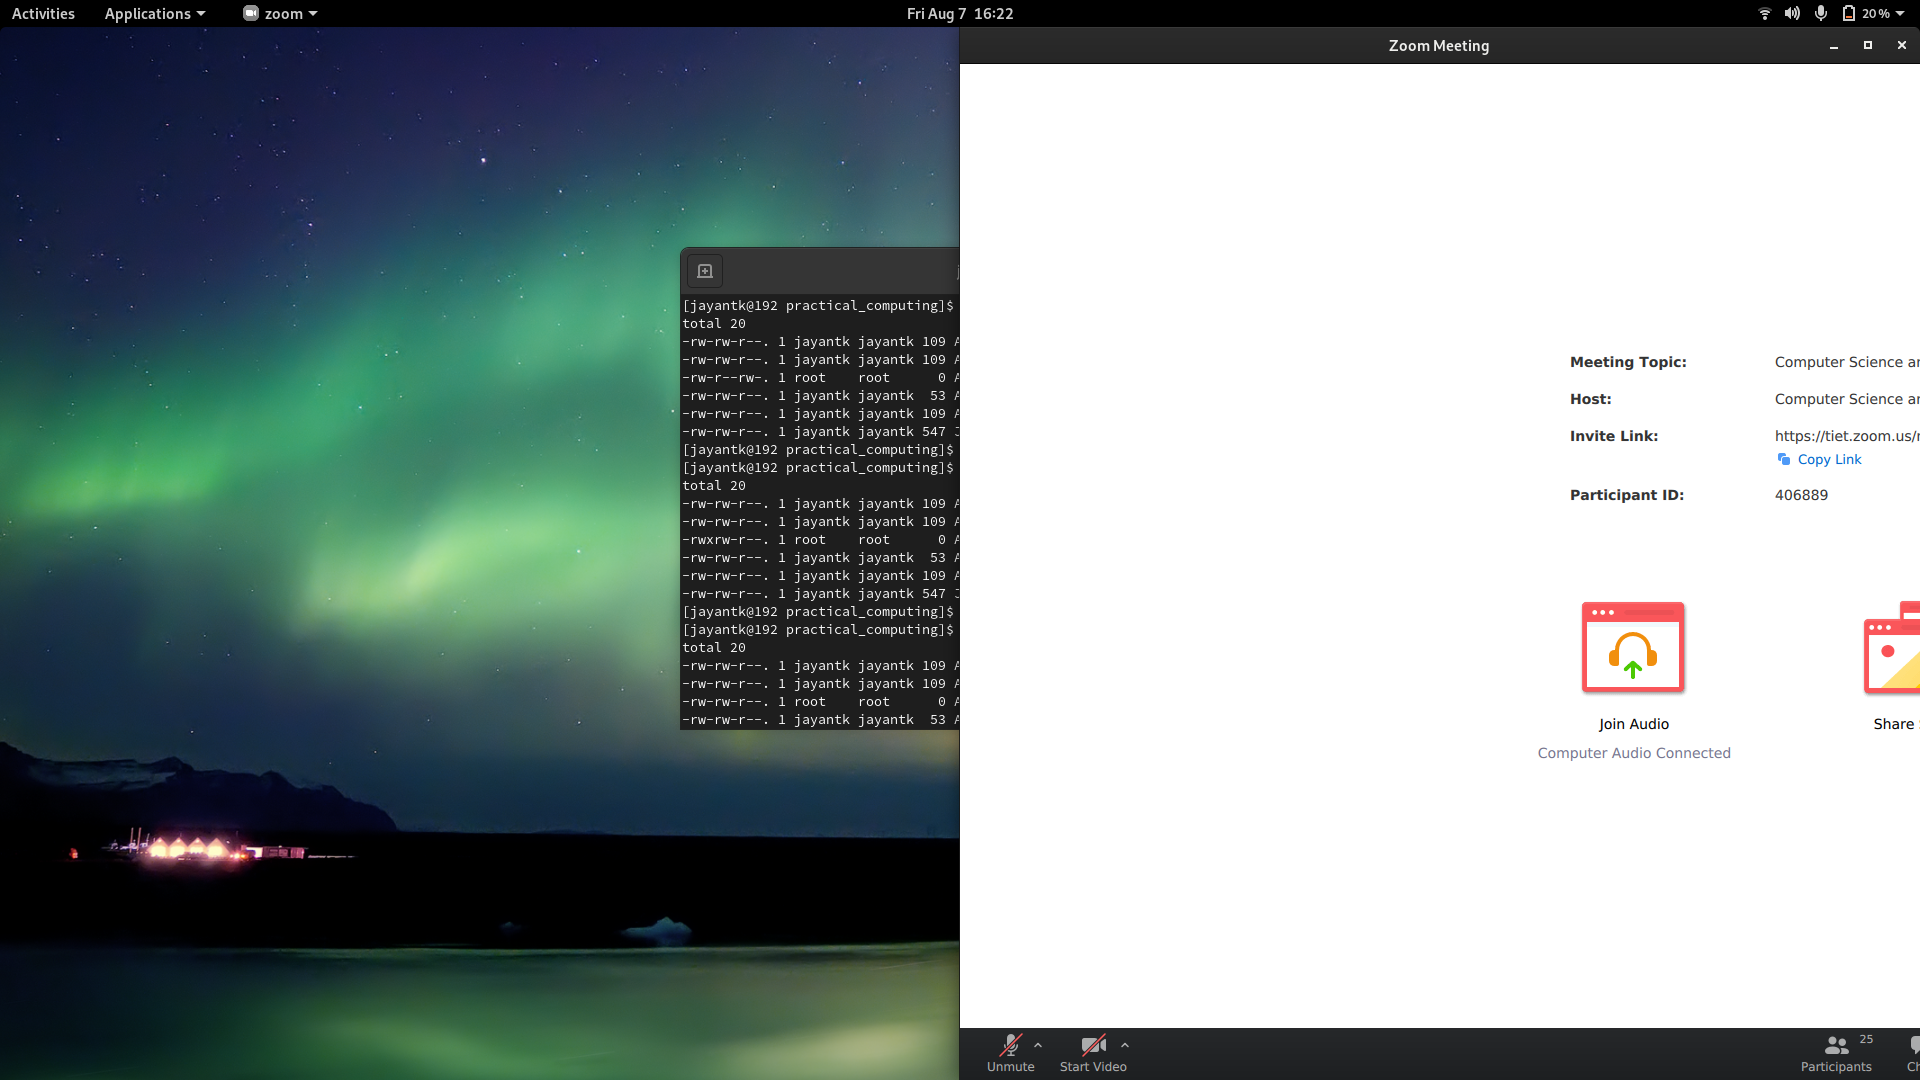 Activities Applications zoom Fri Aug 7 16:22 20 %
Zoom Meeting
[jayantk@192 practical_computing]$
total 20
-rw-rw-r--. 1 jayantk jayantk 109 A
-rw-rw-r--. 1 jayantk jayantk 109 A
-rw-r--rw-. 1 root root 0 A
-rw-rw-r--. 1 jayantk jayantk 53 A
-rw-rw-r--. 1 jayantk jayantk 109 A
-rw-rw-r--. 1 jayantk jayantk 547 J
[jayantk@192 practical_computing]$
[jayantk@192 practical_computing]$
total 20
-rw-rw-r--. 1 jayantk jayantk 109 A
-rw-rw-r--. 1 jayantk jayantk 109 A
-rwxrw-r--. 1 root root 0 A
-rw-rw-r--. 1 jayantk jayantk 53 A
-rw-rw-r--. 1 jayantk jayantk 109 A
-rw-rw-r--. 1 jayantk jayantk 547 J
[jayantk@192 practical_computing]$
[jayantk@192 practical_computing]$
total 20
-rw-rw-r--. 1 jayantk jayantk 109 A
-rw-rw-r--. 1 jayantk jayantk 109 A
-rw-rw-r--. 1 root root 0 A
-rw-rw-r--. 1 jayantk jayantk 53 A
Meeting Topic: Computer Science ar
Host: Computer Science ar
Invite Link: https://tiet.zoom.us/
Copy Link
Participant ID: 406889
Join Audio
Share
Computer Audio Connected
25
Unmute Start Video Participants Ch